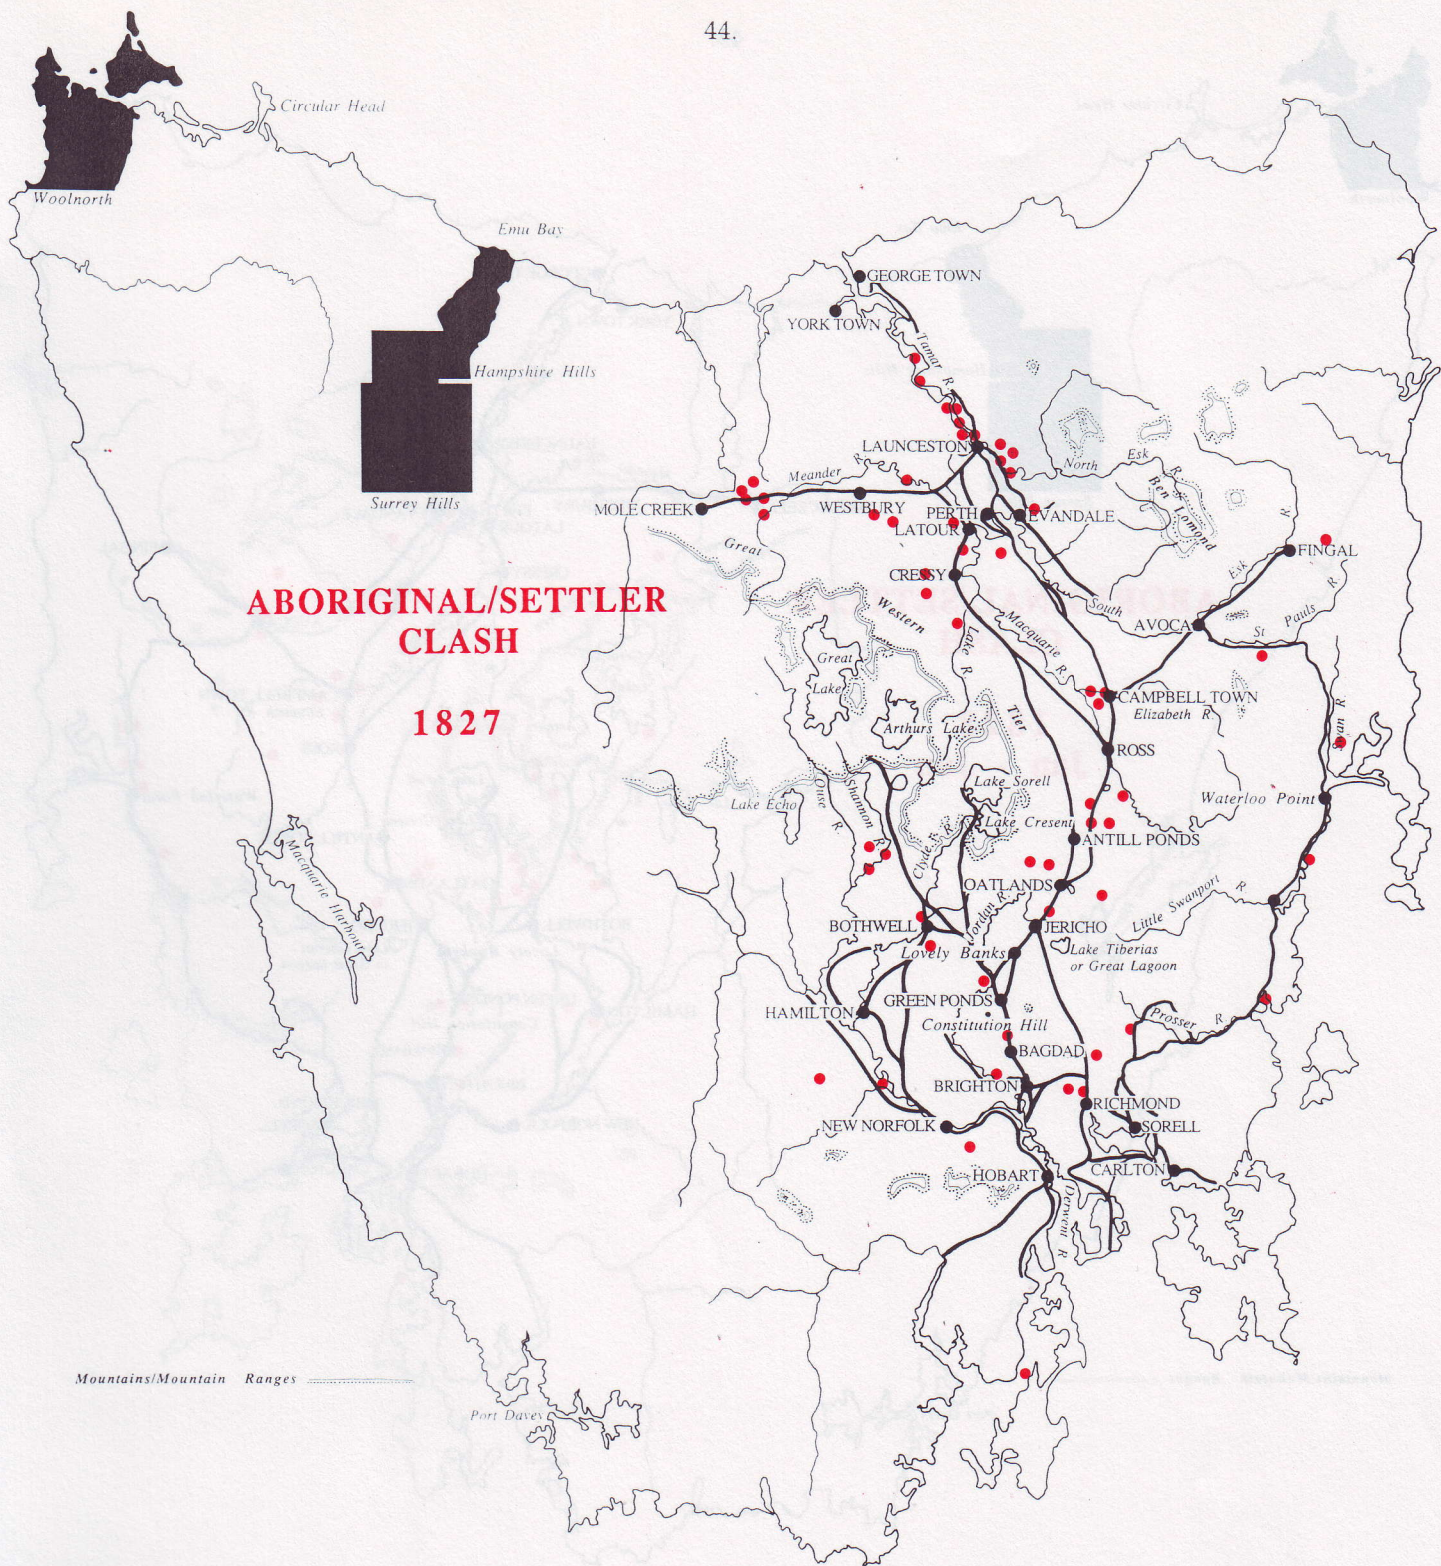 44.
Circular Head
Woolnorth
Emu Bay
GEORGE TOWN
YORK TOWN
Tamar R.
Hampshire Hills
LAUNCESTON
North Esk R.
Meander R.
Surrey Hills
MOLE CREEK
WESTBURY
PERTH
EVANDALE
Ben Lomond
LATOUR
Great
Western
Tier
FINGAL
CRESSY
ABORIGINAL/SETTLER
CLASH
1827
South Esk R.
Macquarie R.
Lake R.
AVOCA
St Pauls R.
Great
Lake
CAMPBELL TOWN
Elizabeth R.
Arthurs Lake
Swan R.
ROSS
Lake Sorell
Waterloo Point
Lake Echo
Ouse R.
Shannon R.
Lake Cresent
Clyde R.
ANTILL PONDS
Macquarie Harbour
OATLANDS
Little Swanport R.
Jordan R.
BOTHWELL
JERICHO
Lovely Banks
Lake Tiberias
or Great Lagoon
HAMILTON
GREEN PONDS
Constitution Hill
Prosser R.
BAGDAD
BRIGHTON
RICHMOND
NEW NORFOLK
SORELL
HOBART
CARLTON
Derwent R.
Mountains/Mountain Ranges
Port Davey